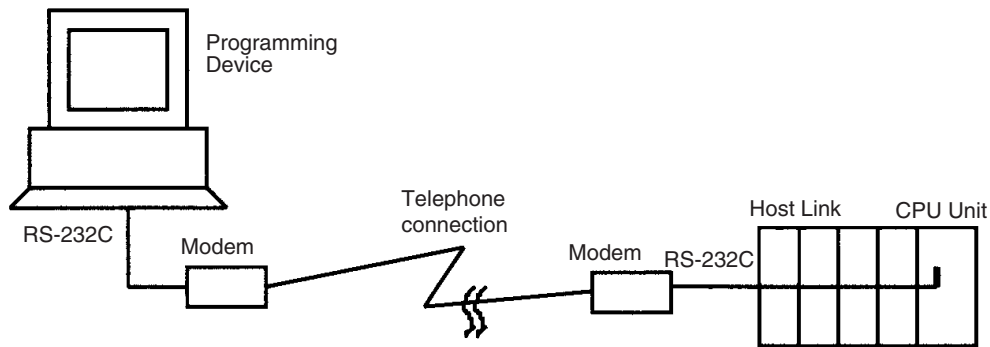 Programming
Device
RS-232C
Modem
Telephone
connection
Modem
RS-232C
Host Link
CPU Unit